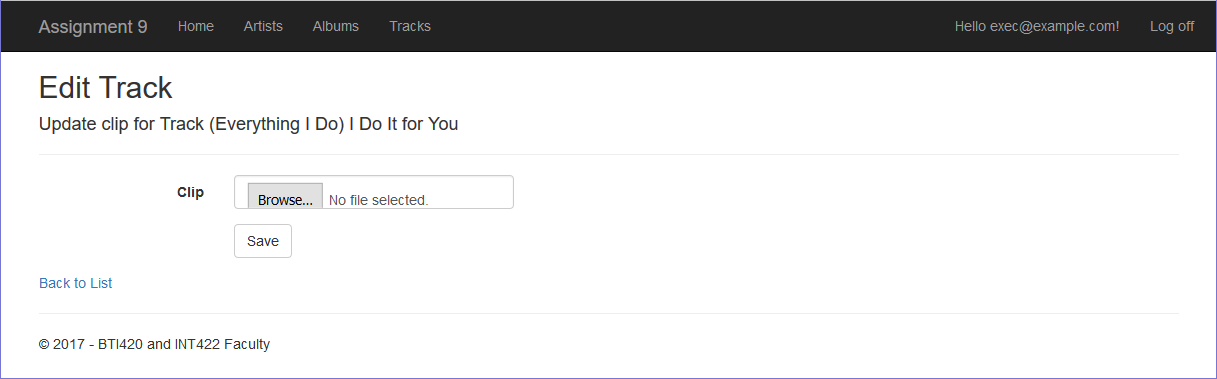 Assignment 9 Home Artists Albums Tracks Hello exec@example.com! Log off
Edit Track
Update clip for Track (Everything I Do) I Do It for You
Clip Browse... No file selected.
Save
Back to List
© 2017 - BTI420 and INT422 Faculty